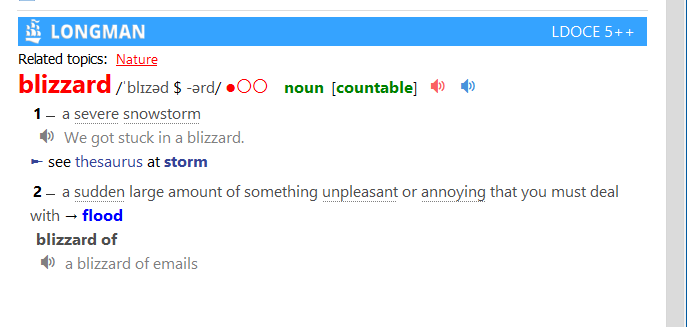 LONGMAN LDOCE 5++
Related topics: Nature
blizzard /ˈblɪzəd $ -ərd/ ●○○ noun [countable]
1 – a severe snowstorm
We got stuck in a blizzard.
see thesaurus at storm
2 – a sudden large amount of something unpleasant or annoying that you must deal
with → flood
blizzard of
a blizzard of emails